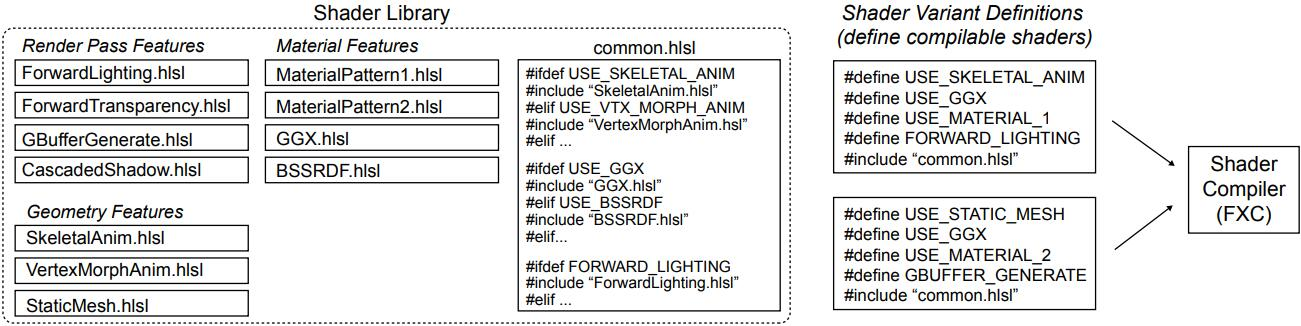 Shader Library
Render Pass Features
ForwardLighting.hlsl
ForwardTransparency.hlsl
GBufferGenerate.hlsl
CascadedShadow.hlsl
Geometry Features
SkeletalAnim.hlsl
VertexMorphAnim.hlsl
StaticMesh.hlsl
Material Features
MaterialPattern1.hlsl
MaterialPattern2.hlsl
GGX.hlsl
BSSRDF.hlsl
common.hlsl
#ifdef USE_SKELETAL_ANIM
#include “SkeletalAnim.hlsl”
#elif USE_VTX_MORPH_ANIM
#include “VertexMorphAnim.hsl”
#elif ...
#ifdef USE_GGX
#include “GGX.hlsl”
#elif USE_BSSRDF
#include “BSSRDF.hlsl”
#elif...
#ifdef FORWARD_LIGHTING
#include “ForwardLighting.hlsl”
#elif ...
Shader Variant Definitions
(define compilable shaders)
#define USE_SKELETAL_ANIM
#define USE_GGX
#define USE_MATERIAL_1
#define FORWARD_LIGHTING
#include “common.hlsl”
#define USE_STATIC_MESH
#define USE_GGX
#define USE_MATERIAL_2
#define GBUFFER_GENERATE
#include “common.hlsl”
Shader
Compiler
(FXC)